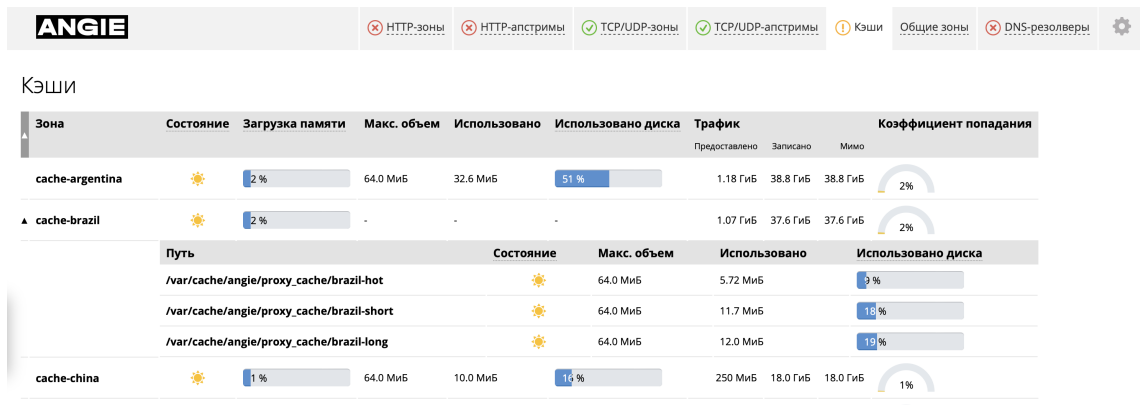 ANGIE HTTP-зоны HTTP-апстримы TCP/UDP-зоны TCP/UDP-апстримы Кэши Общие зоны DNS-резолверы
Кэши
Зона Состояние Загрузка памяти Макс. объем Использовано Использовано диска Трафик Коэффициент попадания
Предоставлено Записано Мимо
cache-argentina 2 % 64.0 МиБ 32.6 МиБ 51 % 1.18 ГиБ 38.8 ГиБ 38.8 ГиБ 2%
cache-brazil 2 % - - - 1.07 ГиБ 37.6 ГиБ 37.6 ГиБ 2%
Путь Состояние Макс. объем Использовано Использовано диска
/var/cache/angie/proxy_cache/brazil-hot 64.0 МиБ 5.72 МиБ 9 %
/var/cache/angie/proxy_cache/brazil-short 64.0 МиБ 11.7 МиБ 18 %
/var/cache/angie/proxy_cache/brazil-long 64.0 МиБ 12.0 МиБ 19 %
cache-china 1 % 64.0 МиБ 10.0 МиБ 16 % 250 МиБ 18.0 ГиБ 18.0 ГиБ 1%